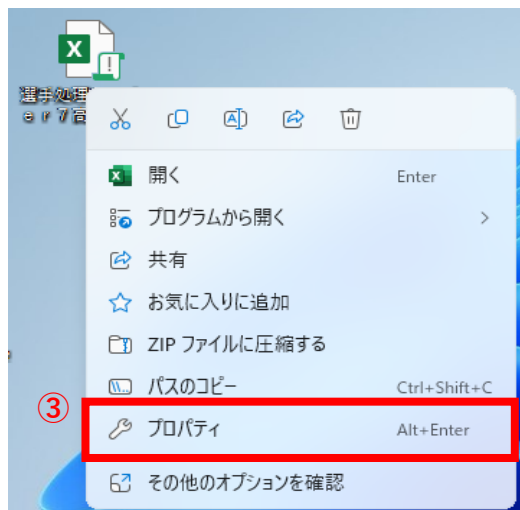 選手処理
er7高
開く Enter
プログラムから開く
共有
お気に入りに追加
ZIP ファイルに圧縮する
パスのコピー Ctrl+Shift+C
③
プロパティ Alt+Enter
その他のオプションを確認